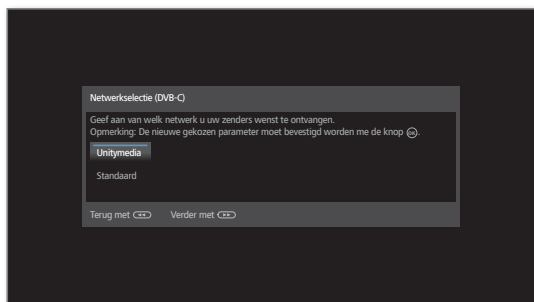 Netwerkselectie (DVB-C)
Geef aan van welk netwerk u uw zenders wenst te ontvangen.
Opmerking: De nieuwe gekozen parameter moet bevestigd worden me de knop OK.
Unitymedia
Standaard
Terug met Verder met